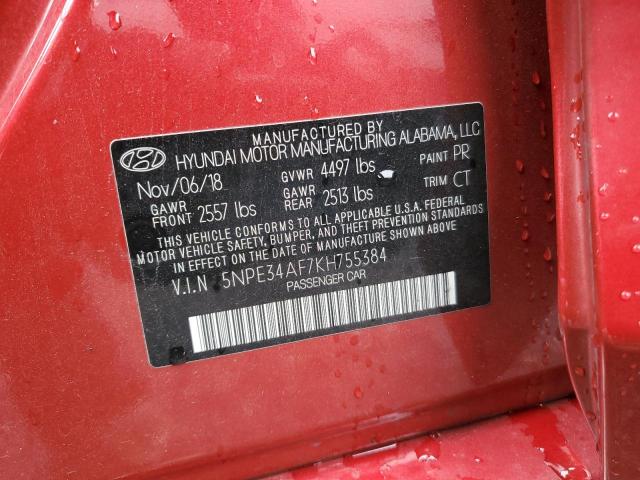 MANUFACTURED BY
HYUNDAI MOTOR MANUFACTURING ALABAMA, LLC
Nov/06/18 GVWR 4497 lbs PAINT PR
GAWR FRONT 2557 lbs GAWR REAR 2513 lbs TRIM CT
THIS VEHICLE CONFORMS TO ALL APPLICABLE U.S.A. FEDERAL
MOTOR VEHICLE SAFETY, BUMPER, AND THEFT PREVENTION STANDARDS
IN EFFECT ON THE DATE OF MANUFACTURE SHOWN ABOVE.
V.I.N : 5NPE34AF7KH755384
PASSENGER CAR